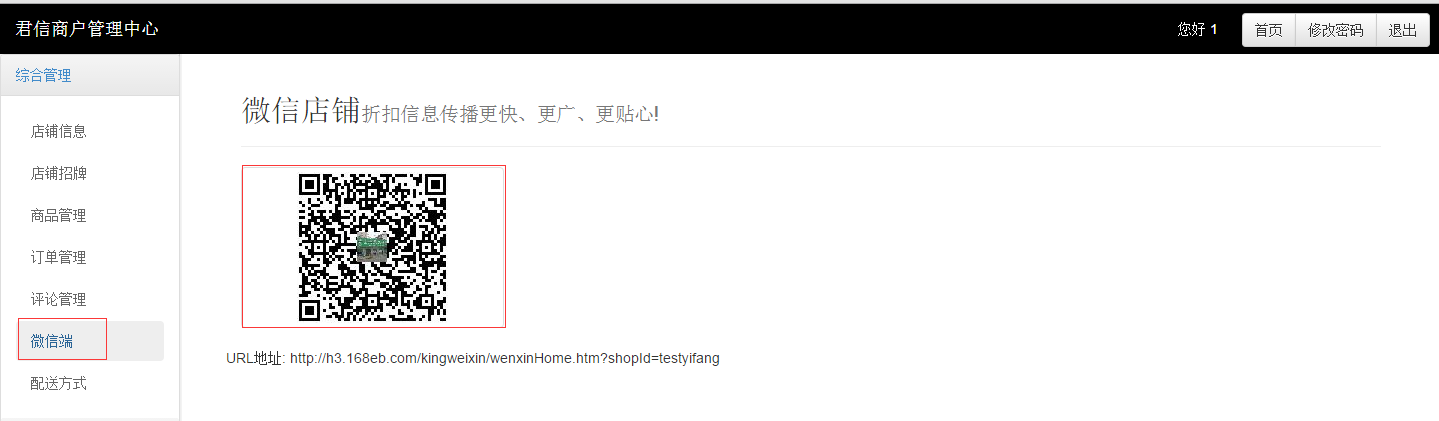 君信商户管理中心
您好 1
首页
修改密码
退出
综合管理
店铺信息
店铺招牌
商品管理
订单管理
评论管理
微信端
配送方式
微信店铺折扣信息传播更快、更广、更贴心!
URL地址: http://h3.168eb.com/kingweixin/wenxinHome.htm?shopId=testyifang